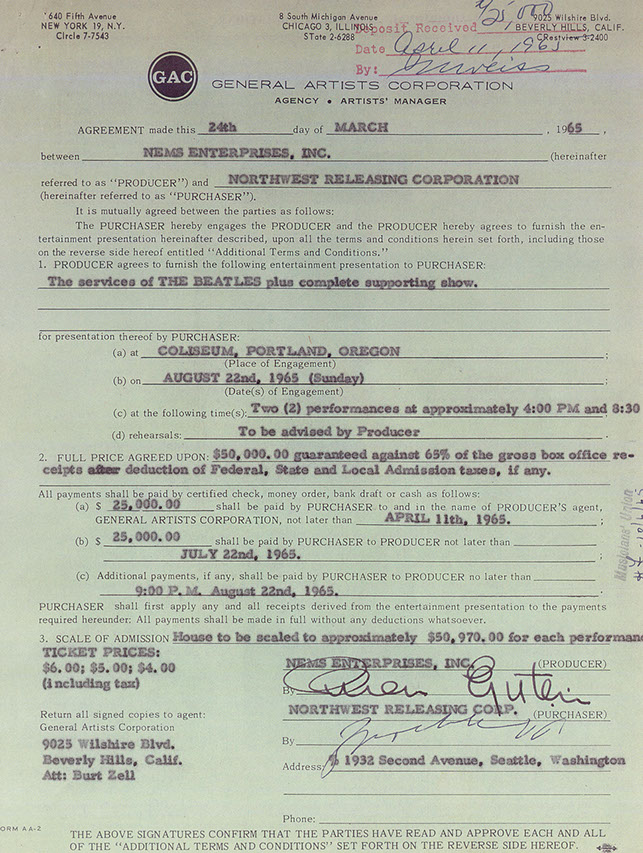 640 Fifth Avenue
NEW YORK 19, N.Y.
CIrcle 7-7543
8 South Michigan Avenue
CHICAGO 3, ILLINOIS
STate 2-6288
9025 Wilshire Blvd.
BEVERLY HILLS, CALIF.
CRestview 3-2400
Deposit Received 25,000
Date April 11, 1965
By:
GAC
GENERAL ARTISTS CORPORATION
AGENCY • ARTISTS' MANAGER
AGREEMENT made this 24th day of MARCH, 1965,
between NEMS ENTERPRISES, INC. (hereinafter
referred to as "PRODUCER") and NORTHWEST RELEASING CORPORATION
(hereinafter referred to as "PURCHASER").
It is mutually agreed between the parties as follows:
The PURCHASER hereby engages the PRODUCER and the PRODUCER hereby agrees to furnish the en-
tertainment presentation hereinafter described, upon all the terms and conditions herein set forth, including those
on the reverse side hereof entitled "Additional Terms and Conditions."
1. PRODUCER agrees to furnish the following entertainment presentation to PURCHASER:
The services of THE BEATLES plus complete supporting show.
for presentation thereof by PURCHASER:
(a) at COLISEUM, PORTLAND, OREGON ;
(Place of Engagement)
(b) on AUGUST 22nd, 1965 (Sunday) ;
(Date(s) of Engagement)
(c) at the following time(s): Two (2) performances at approximately 4:00 PM and 8:30
(d) rehearsals: To be advised by Producer
2. FULL PRICE AGREED UPON: $50,000.00 guaranteed against 65% of the gross box office re-
ceipts after deduction of Federal, State and Local Admission taxes, if any.
All payments shall be paid by certified check, money order, bank draft or cash as follows:
(a) $ 25,000.00 shall be paid by PURCHASER to and in the name of PRODUCER'S agent,
GENERAL ARTISTS CORPORATION, not later than APRIL 11th, 1965. ;
(b) $ 25,000.00 shall be paid by PURCHASER to PRODUCER not later than
JULY 22nd, 1965. ;
(c) Additional payments, if any, shall be paid by PURCHASER to PRODUCER no later than
9:00 P. M. August 22nd, 1965.
PURCHASER shall first apply any and all receipts derived from the entertainment presentation to the payments
required hereunder: All payments shall be made in full without any deductions whatsoever.
3. SCALE OF ADMISSION House to be scaled to approximately $50,970.00 for each performan
TICKET PRICES:
$6.00; $5.00; $4.00
(including tax)
NEMS ENTERPRISES, INC. (PRODUCER)
By Brian Epstein
NORTHWEST RELEASING CORP. (PURCHASER)
By
Address: % 1932 Second Avenue, Seattle, Washington
Phone:
Return all signed copies to agent:
General Artists Corporation
9025 Wilshire Blvd.
Beverly Hills, Calif.
Att: Burt Zell
Musicians' Union
ORM AA-2
THE ABOVE SIGNATURES CONFIRM THAT THE PARTIES HAVE READ AND APPROVE EACH AND ALL
OF THE "ADDITIONAL TERMS AND CONDITIONS" SET FORTH ON THE REVERSE SIDE HEREOF.